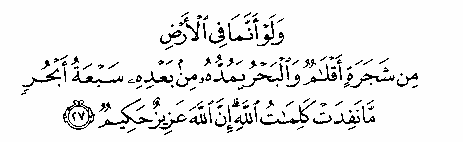 وَلَوْ أَنَّمَا فِي ٱلْأَرْضِ
مِن شَجَرَةٍ أَقْلَـٰمٌ وَٱلْبَحْرُ يَمُدُّهُۥ مِنۢ بَعْدِهِۦ سَبْعَةُ أَبْحُرٍ
مَّا نَفِدَتْ كَلِمَـٰتُ ٱللَّهِۗ إِنَّ ٱللَّهَ عَزِيزٌ حَكِيمٌ ٢٧